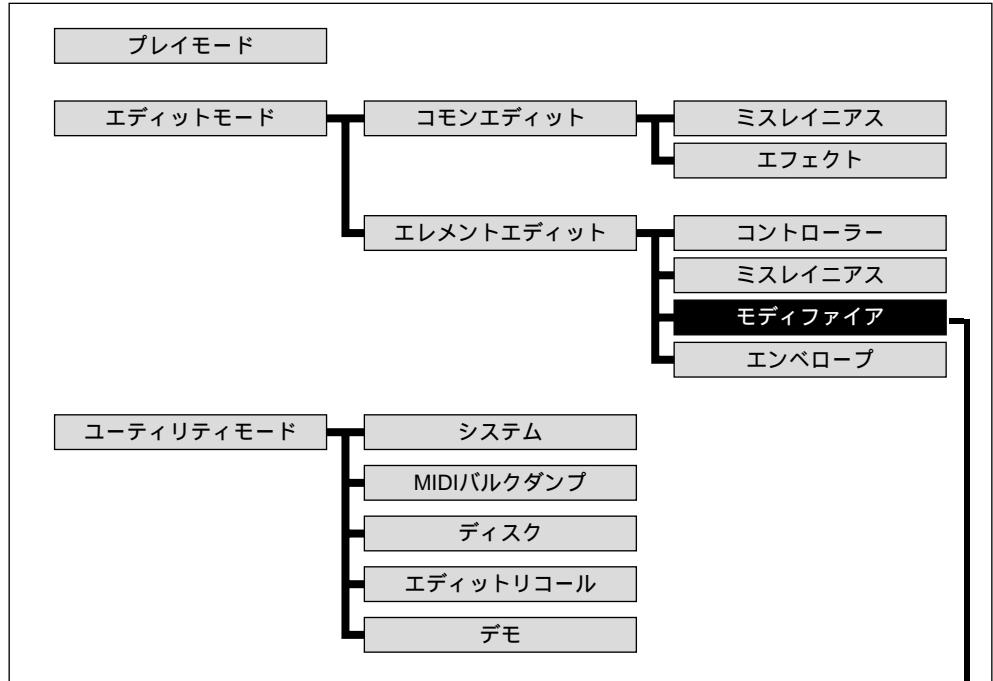 プレイモード
エディットモード
コモンエディット
ミスレイニアス
エフェクト
エレメントエディット
コントローラー
ミスレイニアス
モディファイア
エンベロープ
ユーティリティモード
システム
MIDIバルクダンプ
ディスク
エディットリコール
デモ